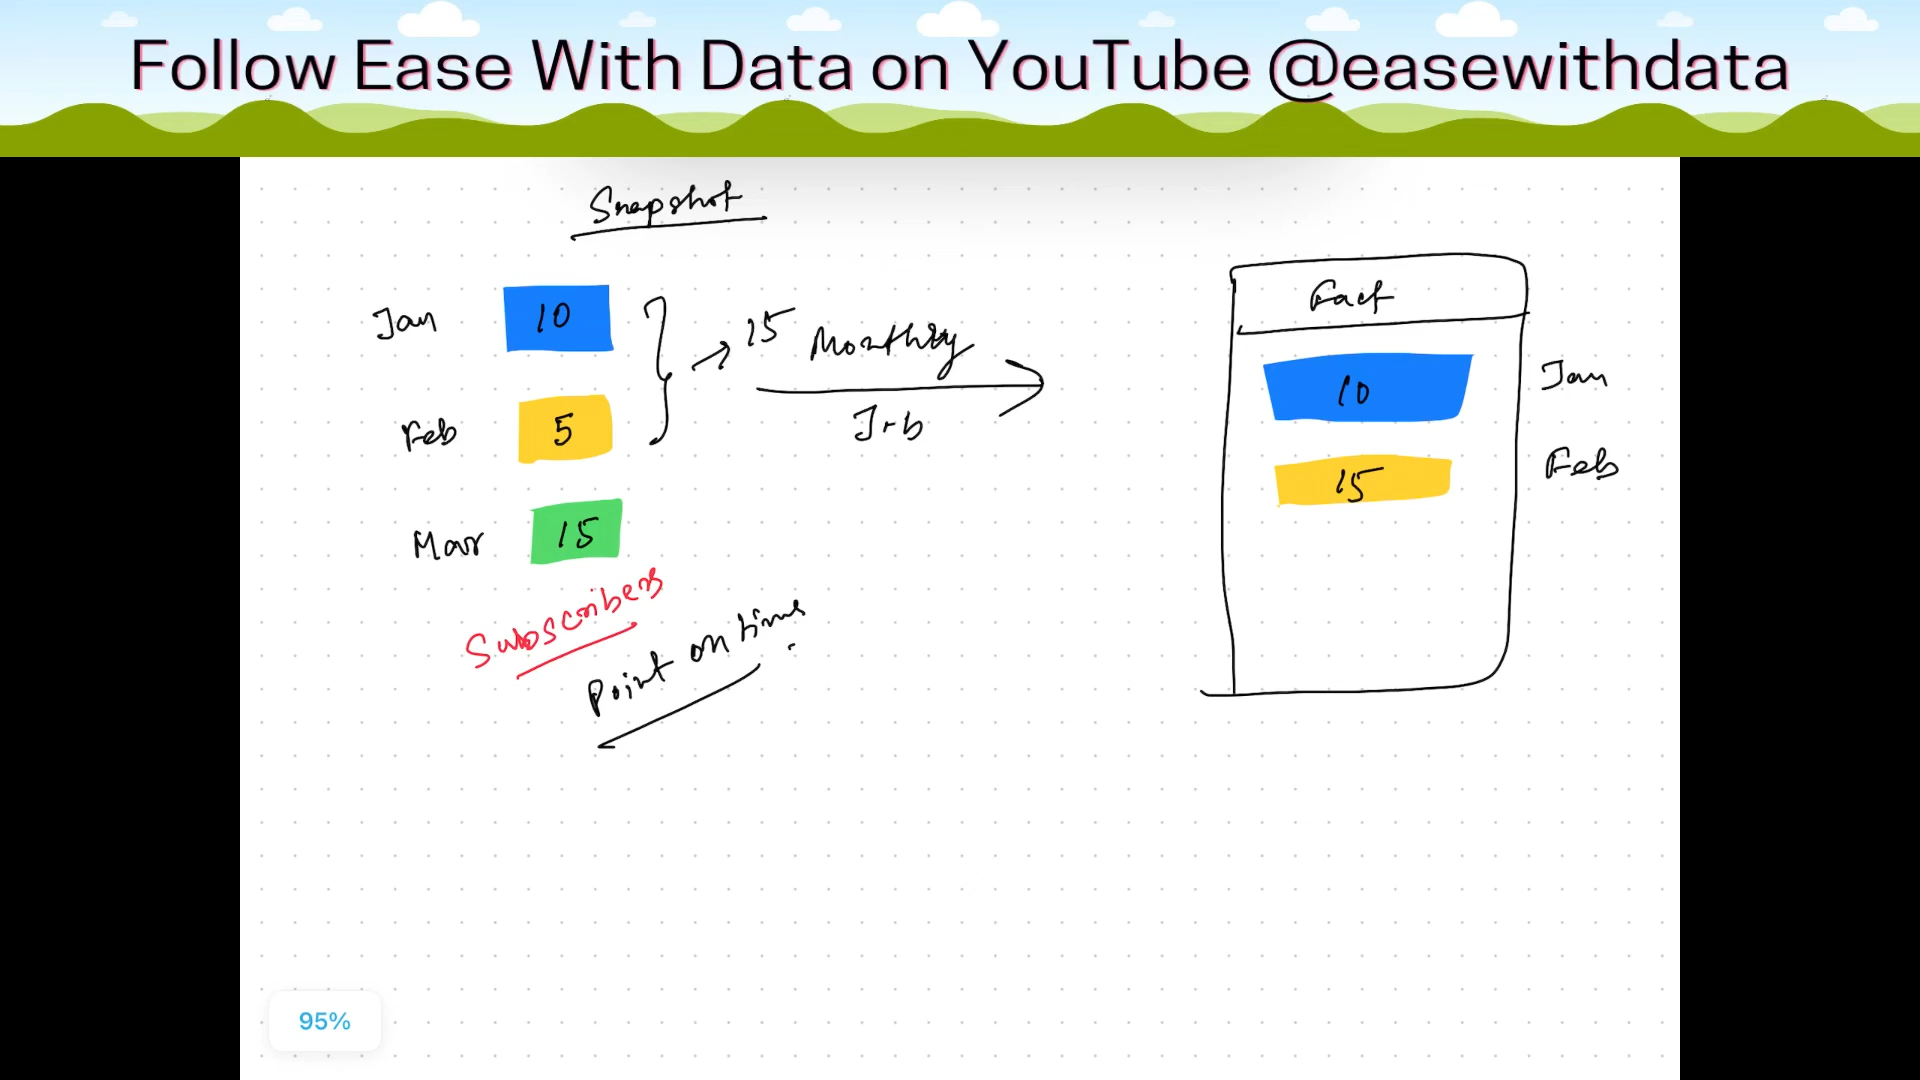 Follow Ease With Data on YouTube @easewithdata
Snapshot
Jan 10
Feb 5
Mar 15
Subscribers
Point on time
→ 15 Monthly
Fact
10 Jan
15 Feb
95%